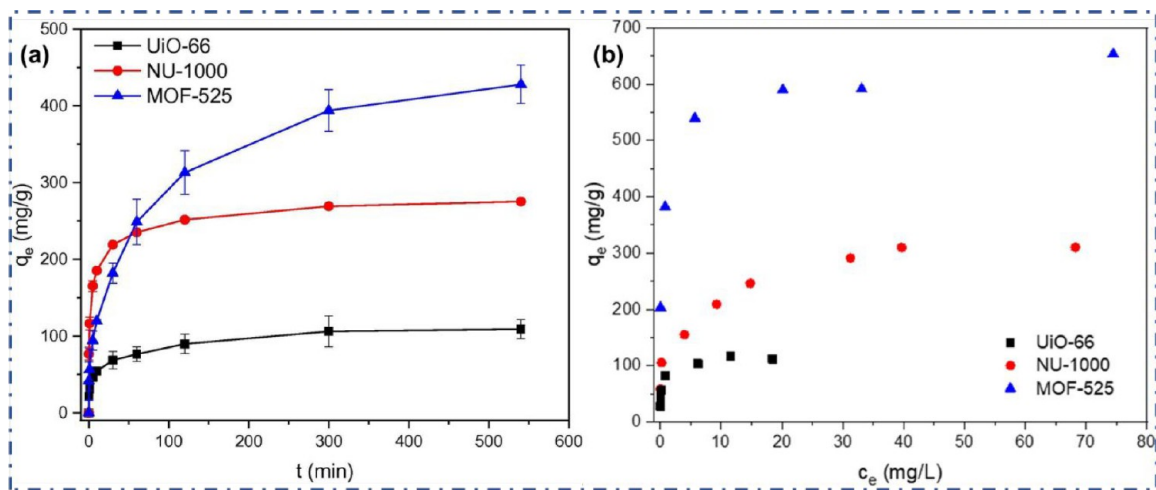 (a)
UiO-66
NU-1000
MOF-525
500
400
300
200
100
0
qe (mg/g)
0 100 200 300 400 500 600
t (min)
(b)
700
600
500
400
300
200
100
0
qe (mg/g)
UiO-66
NU-1000
MOF-525
0 10 20 30 40 50 60 70 80
ce (mg/L)